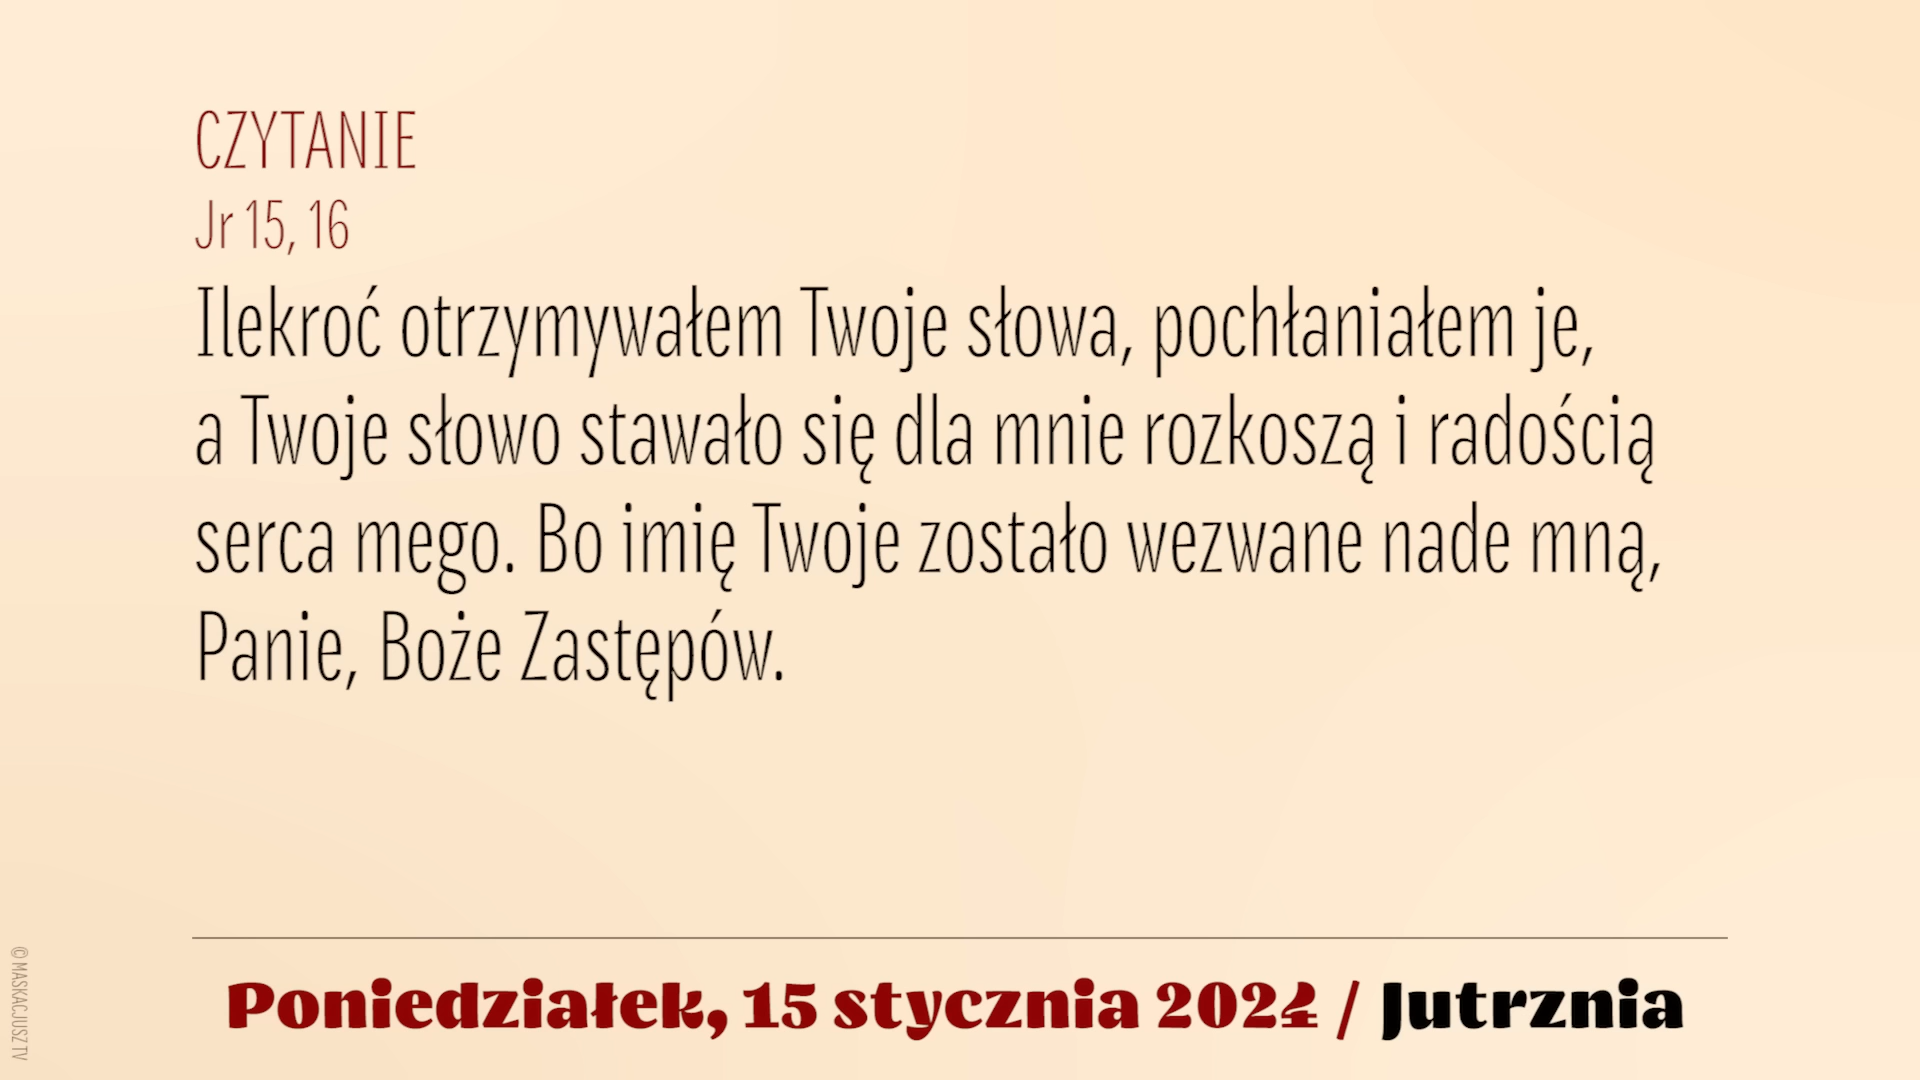 CZYTANIE
Jr 15, 16
Ilekroć otrzymywałem Twoje słowa, pochłaniałem je,
a Twoje słowo stawało się dla mnie rozkoszą i radością
serca mego. Bo imię Twoje zostało wezwane nade mną,
Panie, Boże Zastępów.
Poniedziałek, 15 stycznia 2024 / Jutrznia
© MASKACJUSZ TV